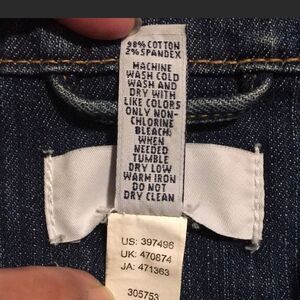 98% COTTON
2% SPANDEX
MACHINE
WASH COLD
WASH AND
DRY WITH
LIKE COLORS
ONLY NON-
CHLORINE
BLEACH;
WHEN
NEEDED
TUMBLE
DRY LOW
WARM IRON
DO NOT
DRY CLEAN
US: 397496
UK: 470874
JA: 471363
305753